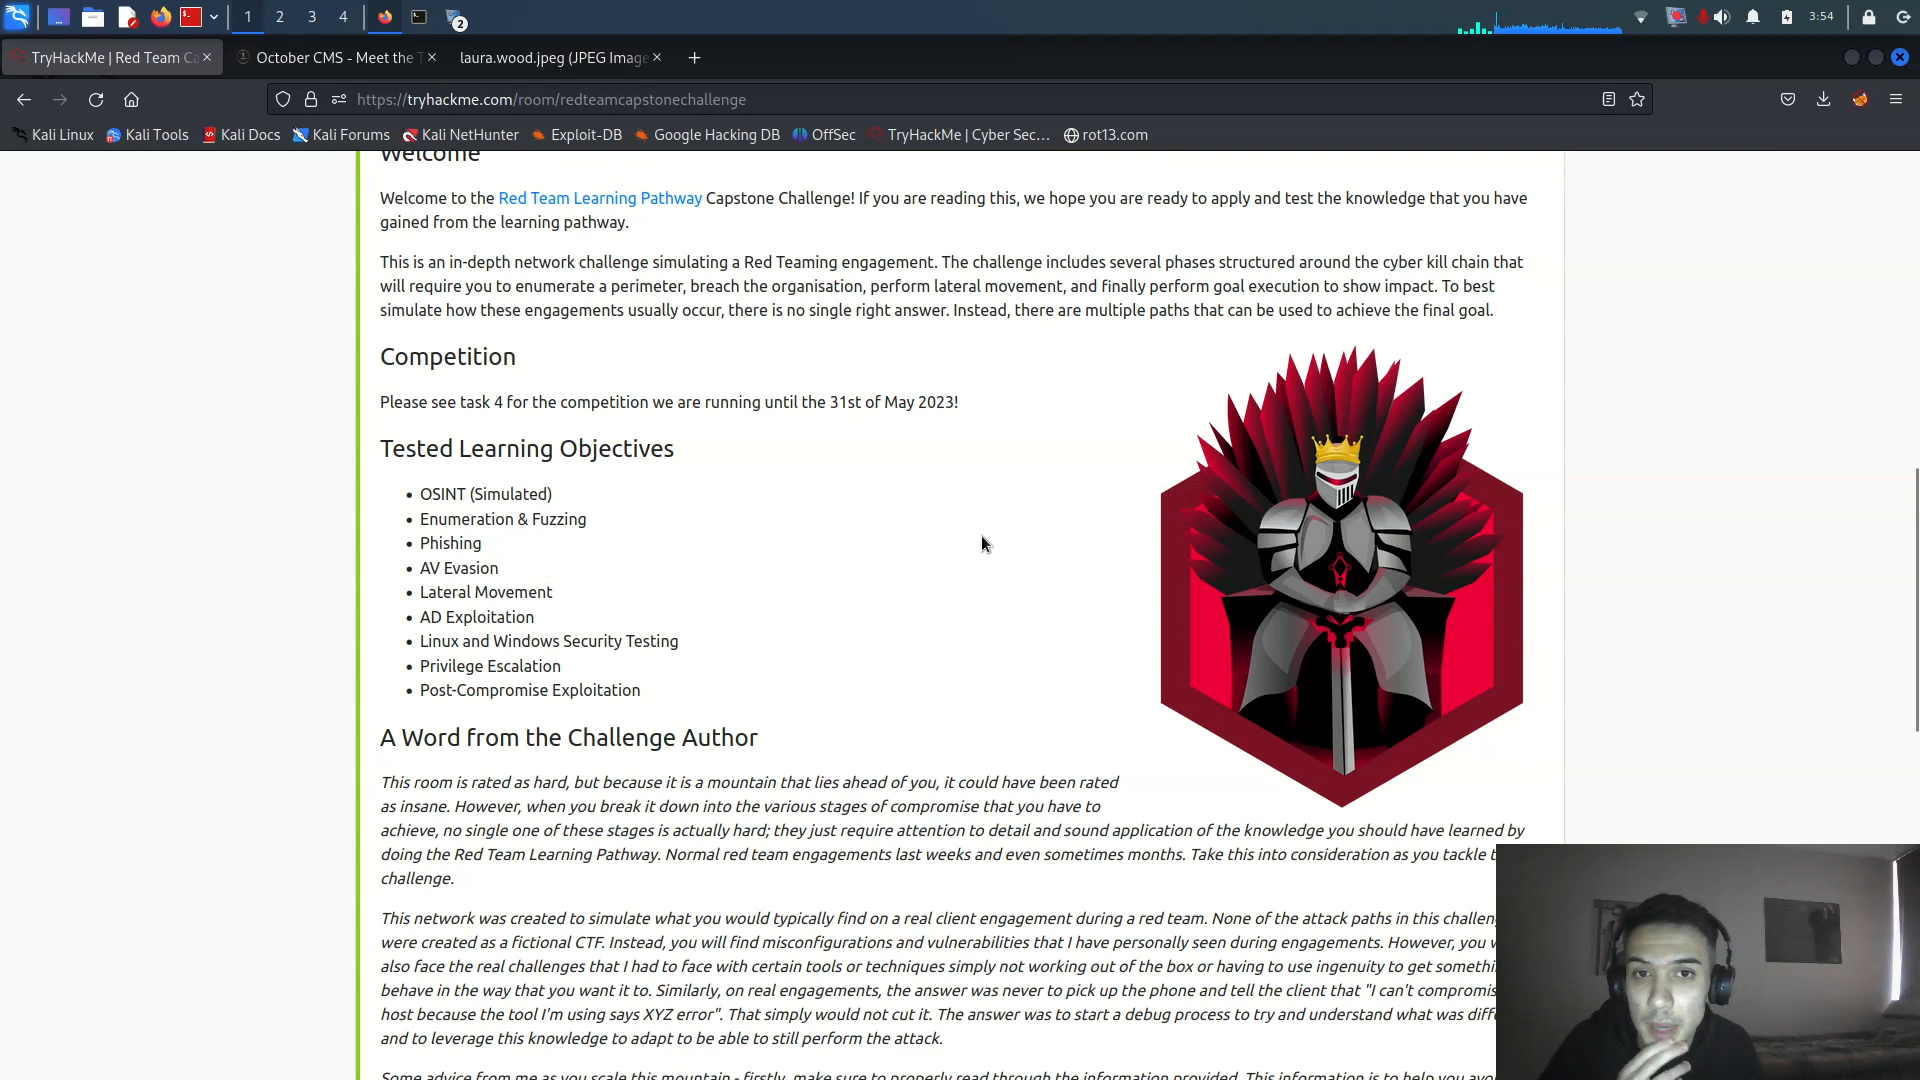 1 2 3 4 2 3:54
TryHackMe | Red Team Ca October CMS - Meet the T laura.wood.jpeg (JPEG Image
https://tryhackme.com/room/redteamcapstonechallenge
Kali Linux Kali Tools Kali Docs Kali Forums Kali NetHunter Exploit-DB Google Hacking DB OffSec TryHackMe | Cyber Sec... rot13.com
Welcome
Welcome to the Red Team Learning Pathway Capstone Challenge! If you are reading this, we hope you are ready to apply and test the knowledge that you have
gained from the learning pathway.
This is an in-depth network challenge simulating a Red Teaming engagement. The challenge includes several phases structured around the cyber kill chain that
will require you to enumerate a perimeter, breach the organisation, perform lateral movement, and finally perform goal execution to show impact. To best
simulate how these engagements usually occur, there is no single right answer. Instead, there are multiple paths that can be used to achieve the final goal.
Competition
Please see task 4 for the competition we are running until the 31st of May 2023!
Tested Learning Objectives
• OSINT (Simulated)
• Enumeration & Fuzzing
• Phishing
• AV Evasion
• Lateral Movement
• AD Exploitation
• Linux and Windows Security Testing
• Privilege Escalation
• Post-Compromise Exploitation
A Word from the Challenge Author
This room is rated as hard, but because it is a mountain that lies ahead of you, it could have been rated
as insane. However, when you break it down into the various stages of compromise that you have to
achieve, no single one of these stages is actually hard; they just require attention to detail and sound application of the knowledge you should have learned by
doing the Red Team Learning Pathway. Normal red team engagements last weeks and even sometimes months. Take this into consideration as you tackle t
challenge.
This network was created to simulate what you would typically find on a real client engagement during a red team. None of the attack paths in this challen
were created as a fictional CTF. Instead, you will find misconfigurations and vulnerabilities that I have personally seen during engagements. However, you w
also face the real challenges that I had to face with certain tools or techniques simply not working out of the box or having to use ingenuity to get somethi
behave in the way that you want it to. Similarly, on real engagements, the answer was never to pick up the phone and tell the client that "I can't compromis
host because the tool I'm using says XYZ error". That simply would not cut it. The answer was to start a debug process to try and understand what was diff
and to leverage this knowledge to adapt to be able to still perform the attack.
Some advice from me as you scale this mountain - firstly, make sure to properly read through the information provided. This information is to help you avo